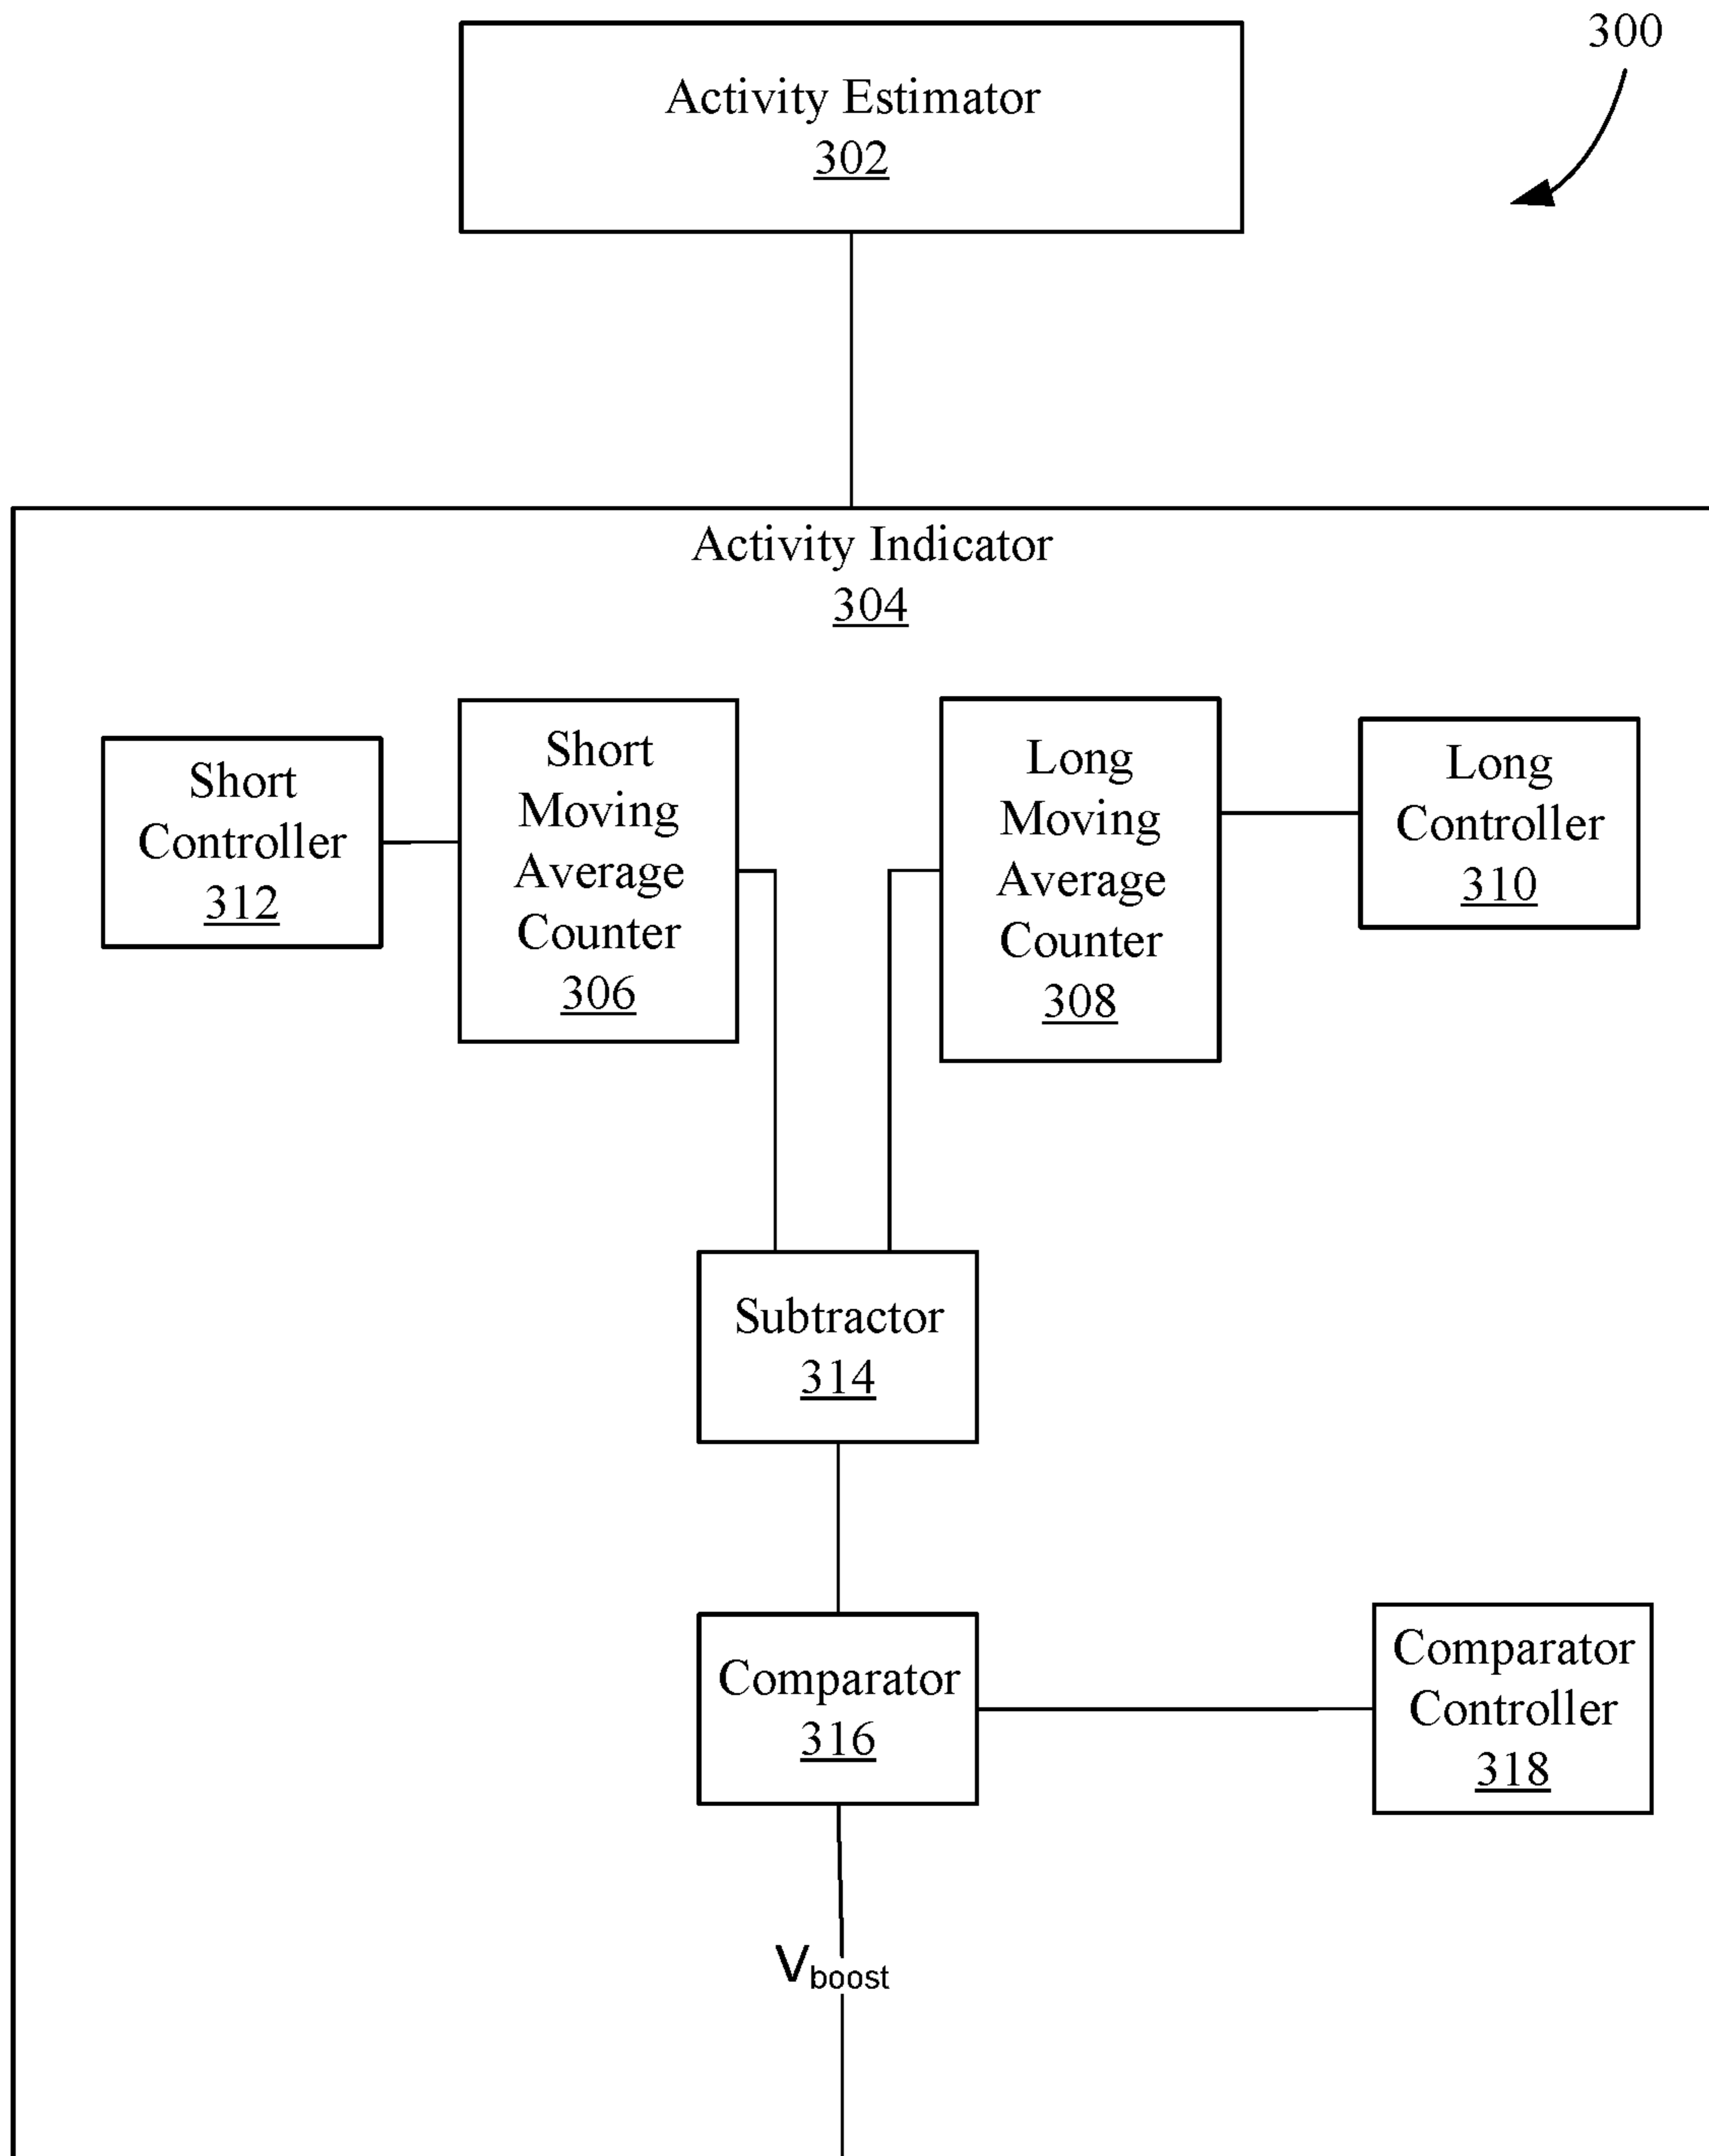 300
Activity Estimator
302
Activity Indicator
304
Short
Controller
312
Short
Moving
Average
Counter
306
Long
Moving
Average
Counter
308
Long
Controller
310
Subtractor
314
Comparator
316
Comparator
Controller
318
Vboost